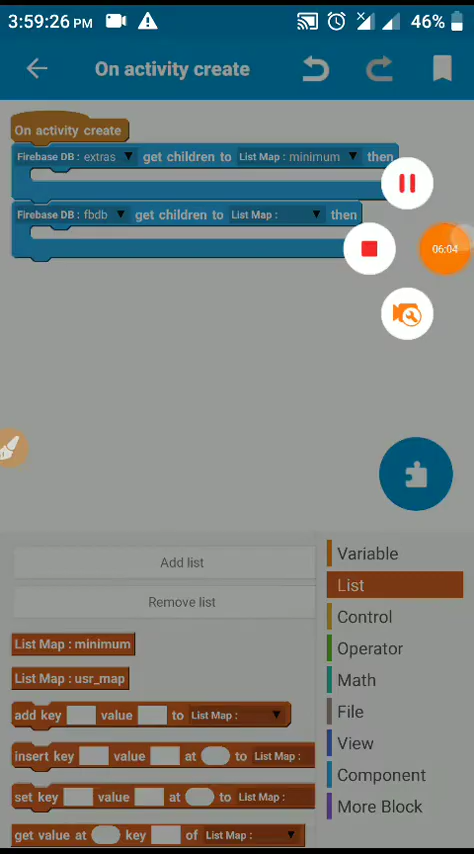 3:59:26 PM 46%
On activity create
On activity create
Firebase DB : extras get children to List Map : minimum then
Firebase DB : fbdb get children to List Map : then
06:04
Add list
Remove list
List Map : minimum
List Map : usr_map
add key value to List Map :
insert key value at to List Map :
set key value at to List Map :
get value at key of List Map :
Variable
List
Control
Operator
Math
File
View
Component
More Block